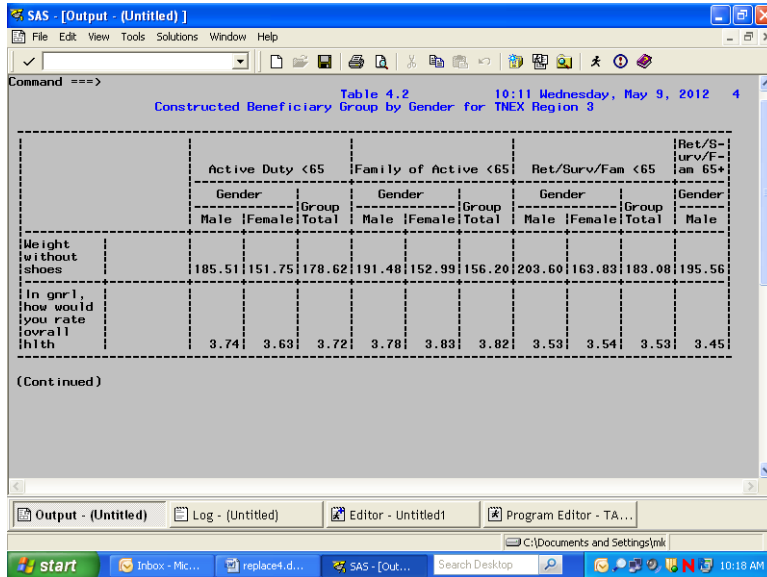 SAS - [Output - (Untitled) ]
File Edit View Tools Solutions Window Help
Command ===>
Table 4.2 10:11 Wednesday, May 9, 2012 4
Constructed Beneficiary Group by Gender for TNEX Region 3
Ret/S-
urv/F-
Active Duty <65 Family of Active <65 Ret/Surv/Fam <65 am 65+
Gender Gender Gender Gender
Group Group Group
Male Female Total Male Female Total Male Female Total Male
Weight
without
shoes 185.51 151.75 178.62 191.48 152.99 156.20 203.60 163.83 183.08 195.56
In gnrl,
how would
you rate
ovrall
hlth 3.74 3.63 3.72 3.78 3.83 3.82 3.53 3.54 3.53 3.45
(Continued)
Output - (Untitled) Log - (Untitled) Editor - Untitled1 Program Editor - TA...
C:\Documents and Settings\mk
start Inbox - Mic... replace4.d... SAS - [Out... Search Desktop N 10:18 AM